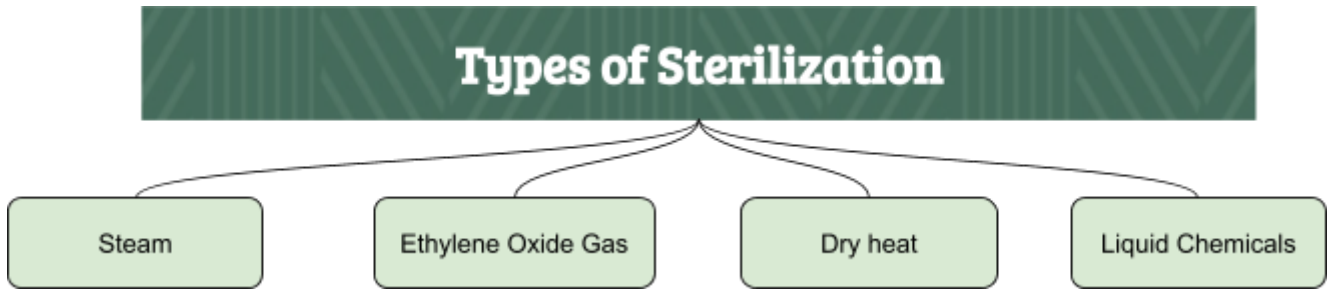 Types of Sterilization
Steam
Ethylene Oxide Gas
Dry heat
Liquid Chemicals